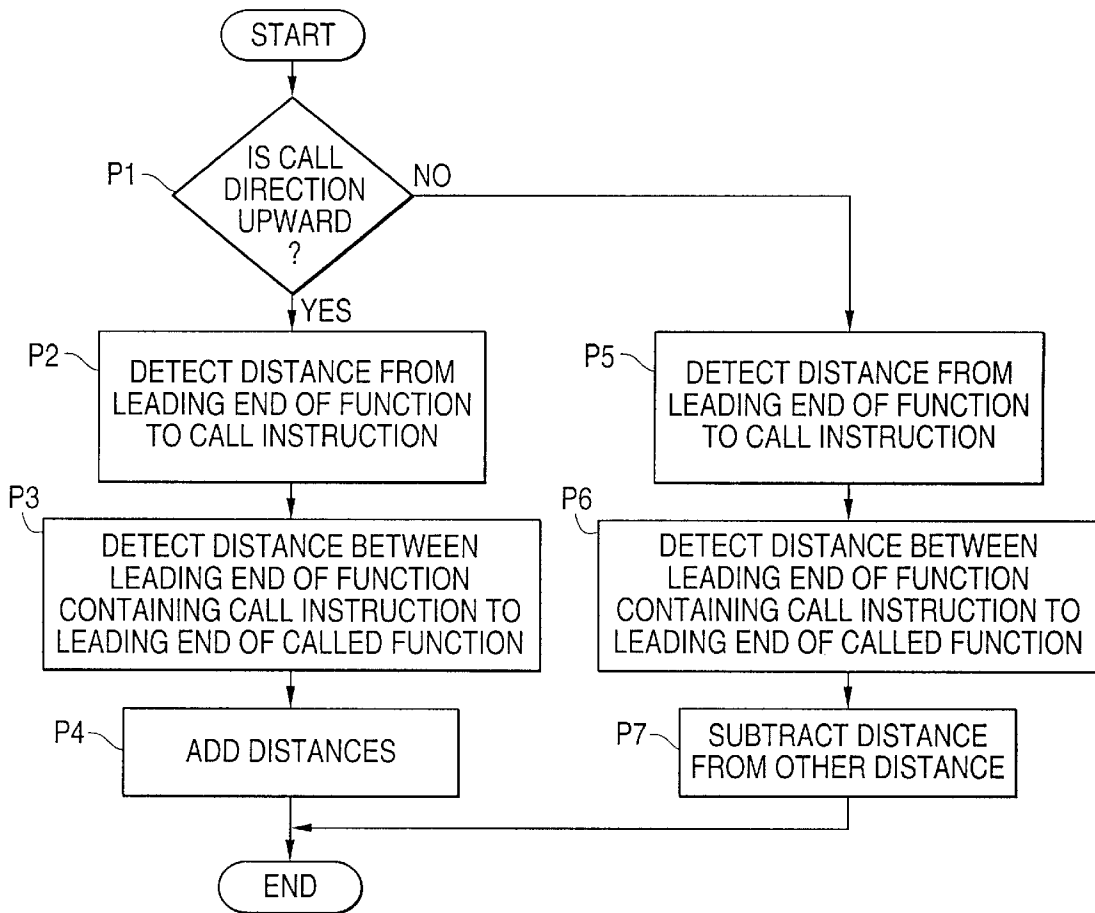 START
P1
IS CALL
DIRECTION
UPWARD
?
NO
YES
P2
DETECT DISTANCE FROM
LEADING END OF FUNCTION
TO CALL INSTRUCTION
P3
DETECT DISTANCE BETWEEN
LEADING END OF FUNCTION
CONTAINING CALL INSTRUCTION TO
LEADING END OF CALLED FUNCTION
P4
ADD DISTANCES
P5
DETECT DISTANCE FROM
LEADING END OF FUNCTION
TO CALL INSTRUCTION
P6
DETECT DISTANCE BETWEEN
LEADING END OF FUNCTION
CONTAINING CALL INSTRUCTION TO
LEADING END OF CALLED FUNCTION
P7
SUBTRACT DISTANCE
FROM OTHER DISTANCE
END